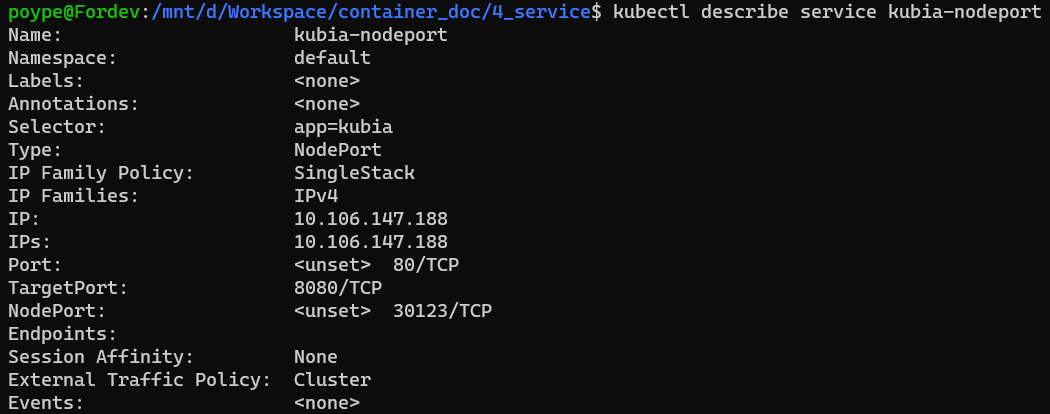 poype@Fordev:/mnt/d/Workspace/container_doc/4_service$ kubectl describe service kubia-nodeport
Name:                     kubia-nodeport
Namespace:                default
Labels:                   <none>
Annotations:              <none>
Selector:                 app=kubia
Type:                     NodePort
IP Family Policy:         SingleStack
IP Families:              IPv4
IP:                       10.106.147.188
IPs:                      10.106.147.188
Port:                     <unset>  80/TCP
TargetPort:               8080/TCP
NodePort:                 <unset>  30123/TCP
Endpoints:
Session Affinity:         None
External Traffic Policy:  Cluster
Events:                   <none>